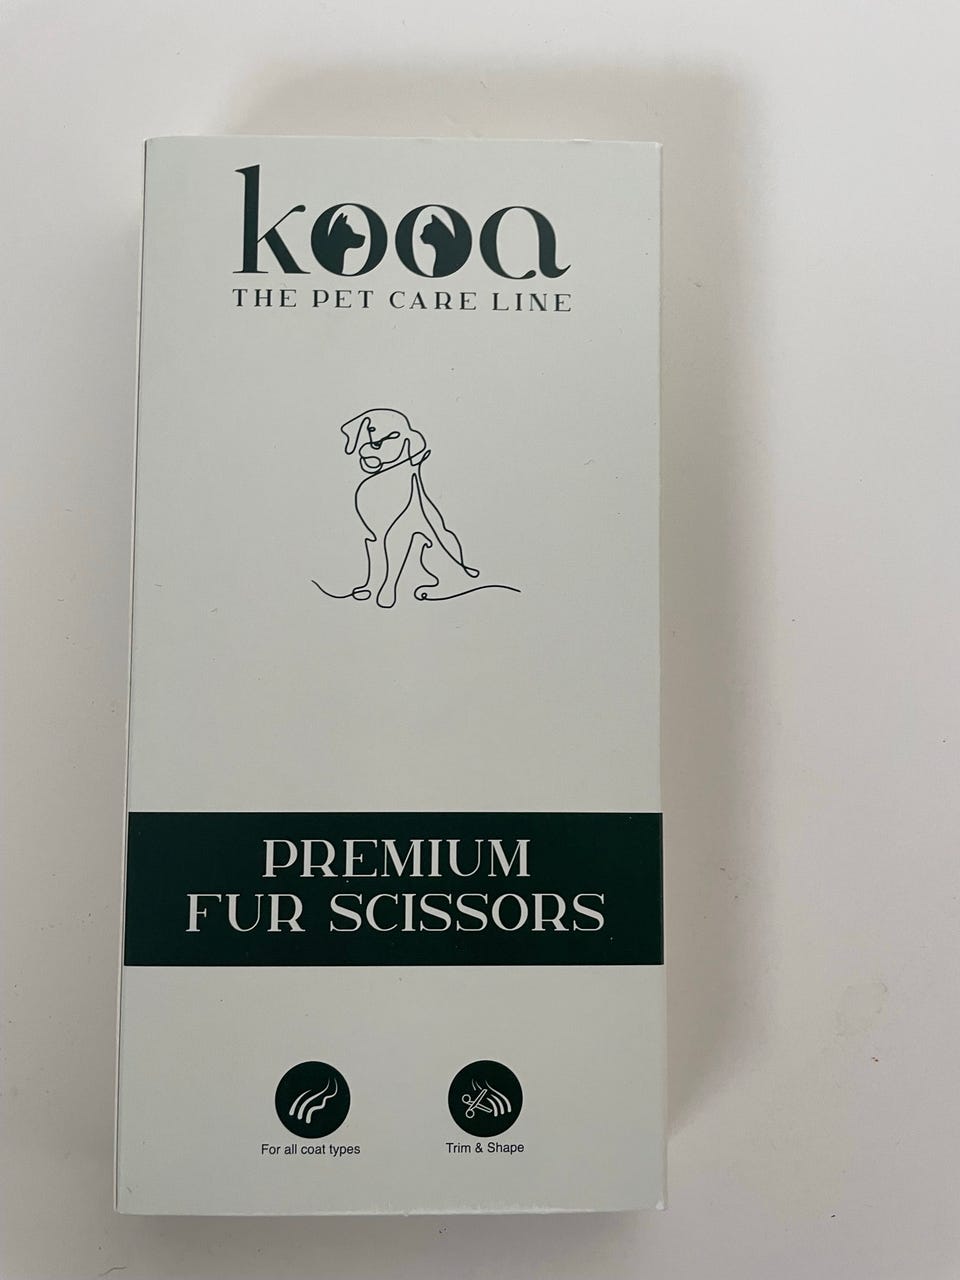 kooa
THE PET CARE LINE
PREMIUM
FUR SCISSORS
For all coat types
Trim & Shape